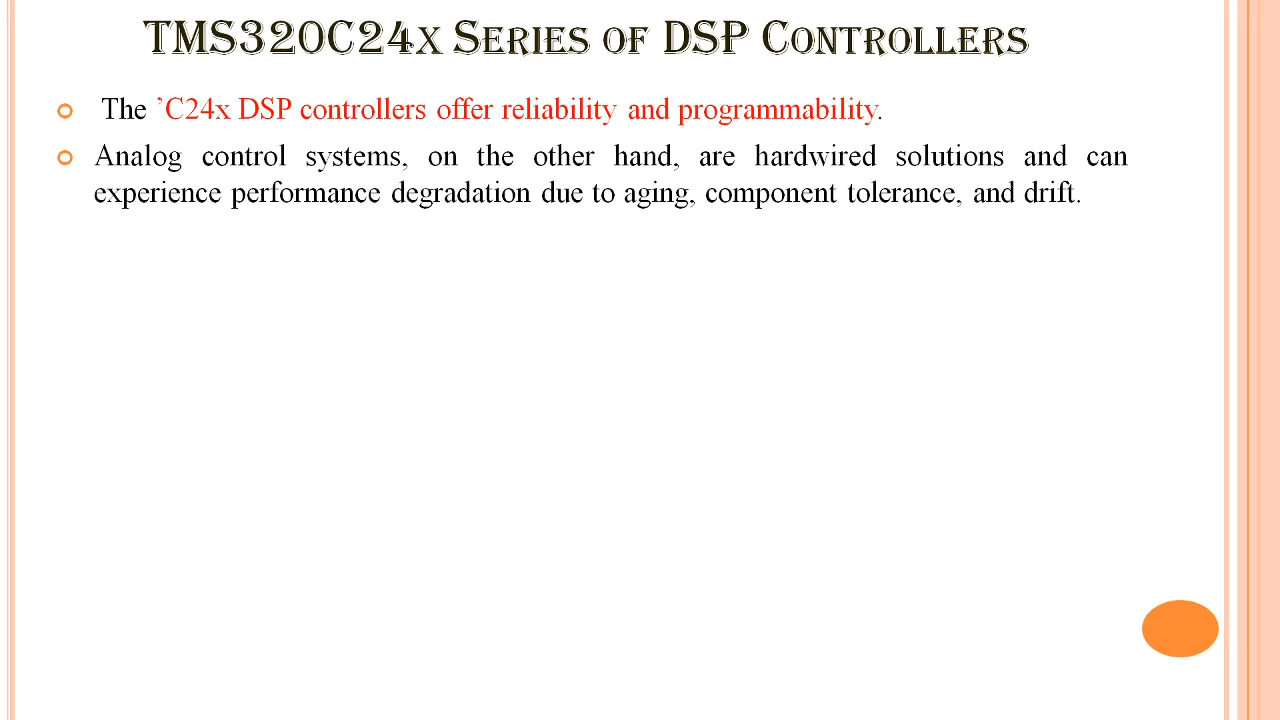 TMS320C24x Series of DSP Controllers
The ’C24x DSP controllers offer reliability and programmability.
Analog control systems, on the other hand, are hardwired solutions and can
experience performance degradation due to aging, component tolerance, and drift.